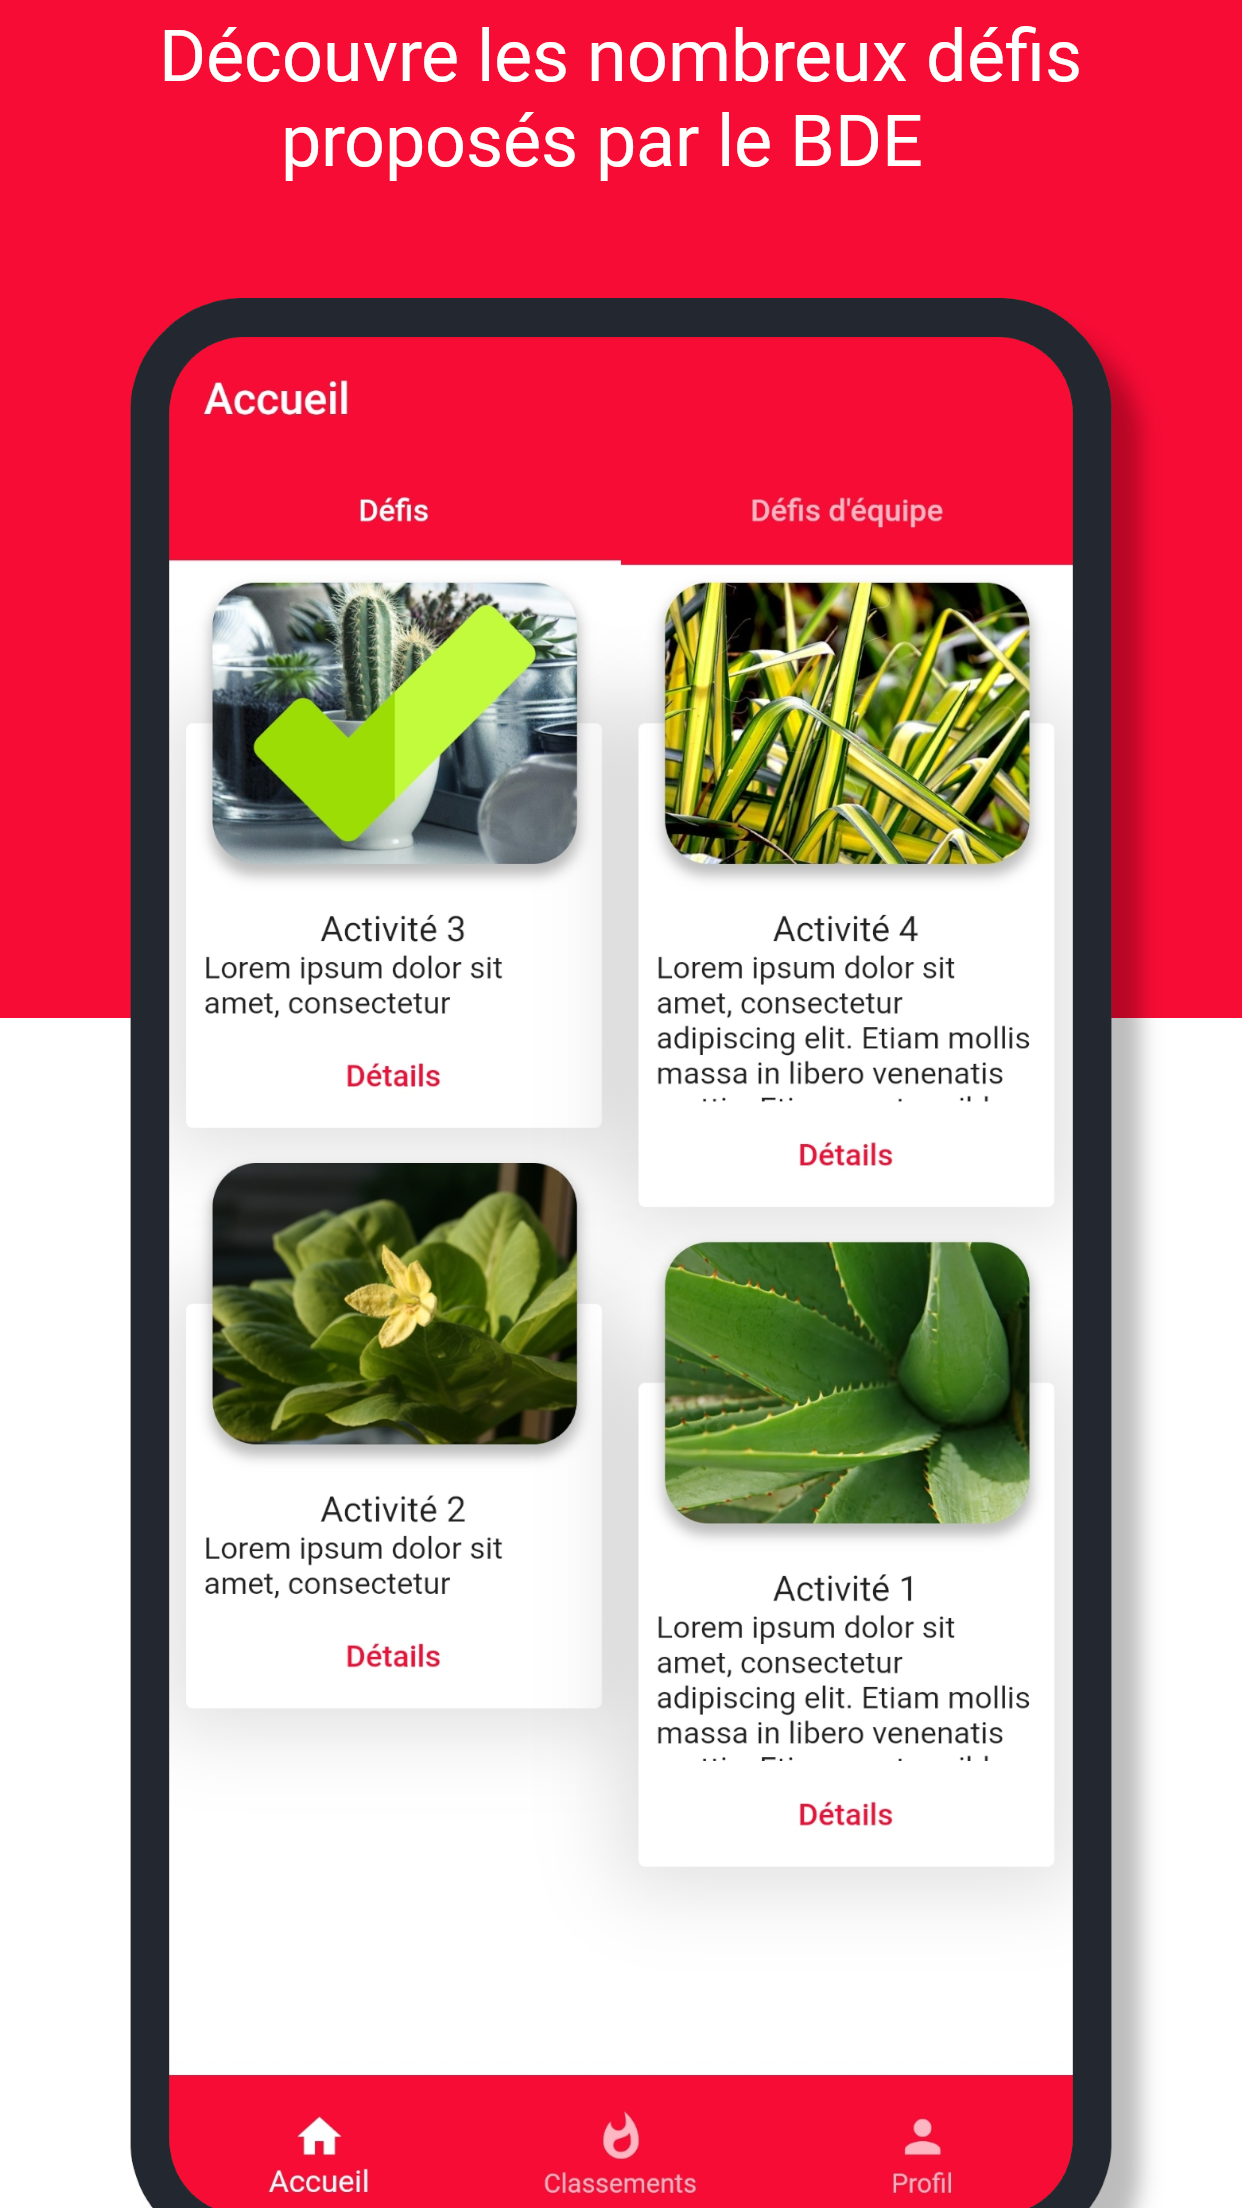 Découvre les nombreux défis
proposés par le BDE
Accueil
Défis
Défis d'équipe
Activité 3
Lorem ipsum dolor sit
amet, consectetur
Détails
Activité 4
Lorem ipsum dolor sit
amet, consectetur
adipiscing elit. Etiam mollis
massa in libero venenatis
Détails
Activité 2
Lorem ipsum dolor sit
amet, consectetur
Détails
Activité 1
Lorem ipsum dolor sit
amet, consectetur
adipiscing elit. Etiam mollis
massa in libero venenatis
Détails
Accueil
Classements
Profil